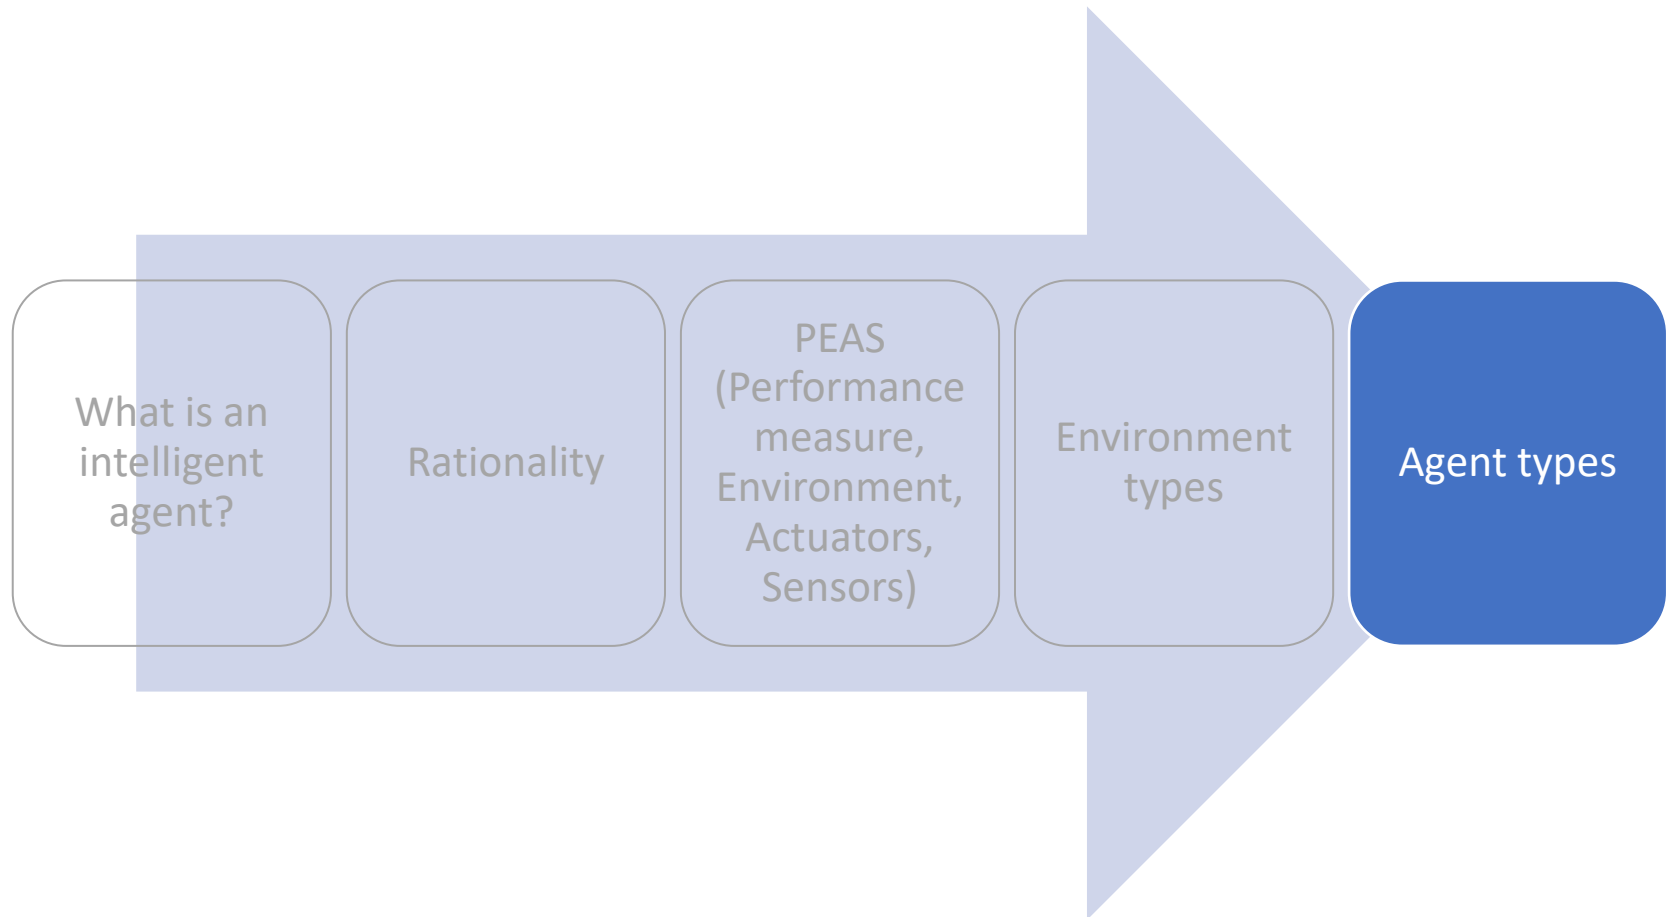 What is an
intelligent
agent?
Rationality
PEAS
(Performance
measure,
Environment,
Actuators,
Sensors)
Environment
types
Agent types